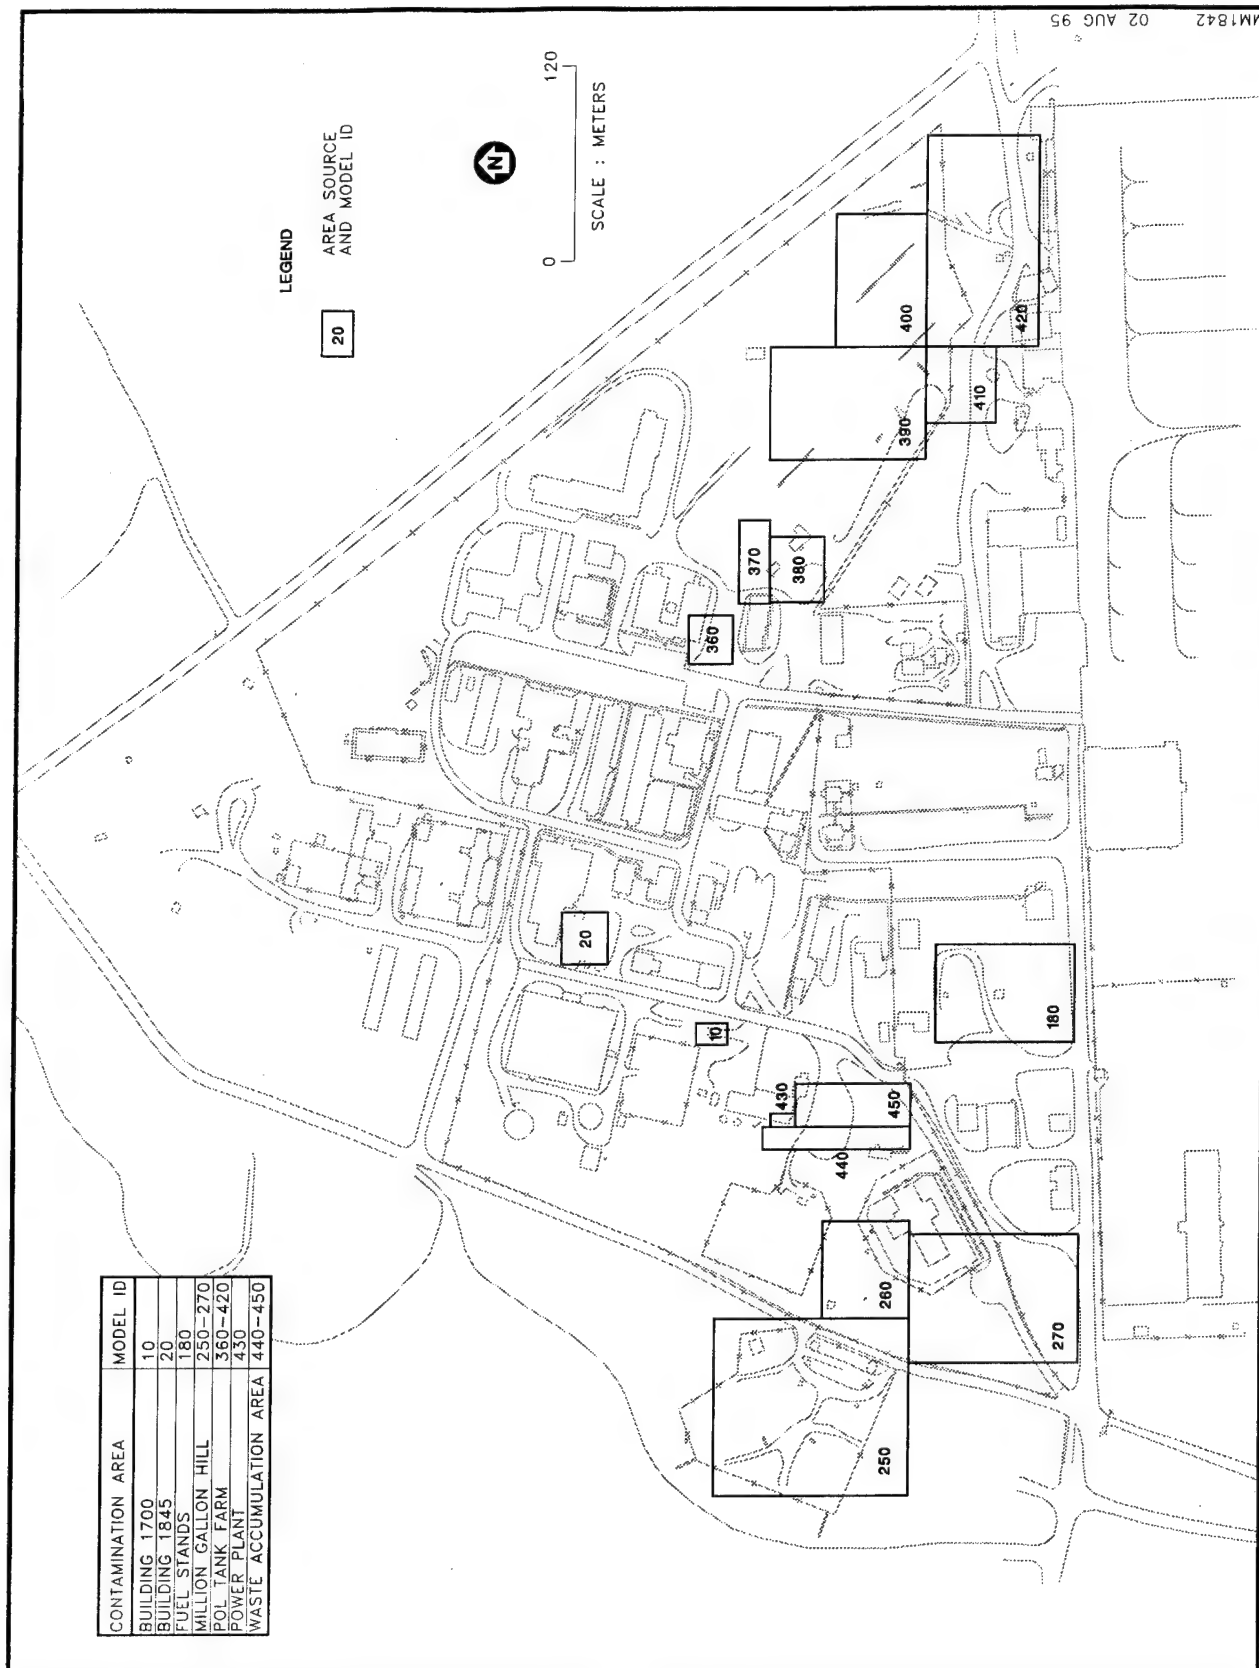 MM1842 02 AUG 95
CONTAMINATION AREA MODEL ID
BUILDING 1700 10
BUILDING 1845 20
FUEL STANDS 180
MILLION GALLON HILL 250-270
POL TANK FARM 360-420
POWER PLANT 430
WASTE ACCUMULATION AREA 440-450
LEGEND
20
AREA SOURCE
AND MODEL ID
N
0 120
SCALE : METERS
250
260
270
440
430
450
10
20
180
360
370
380
390
400
410
420